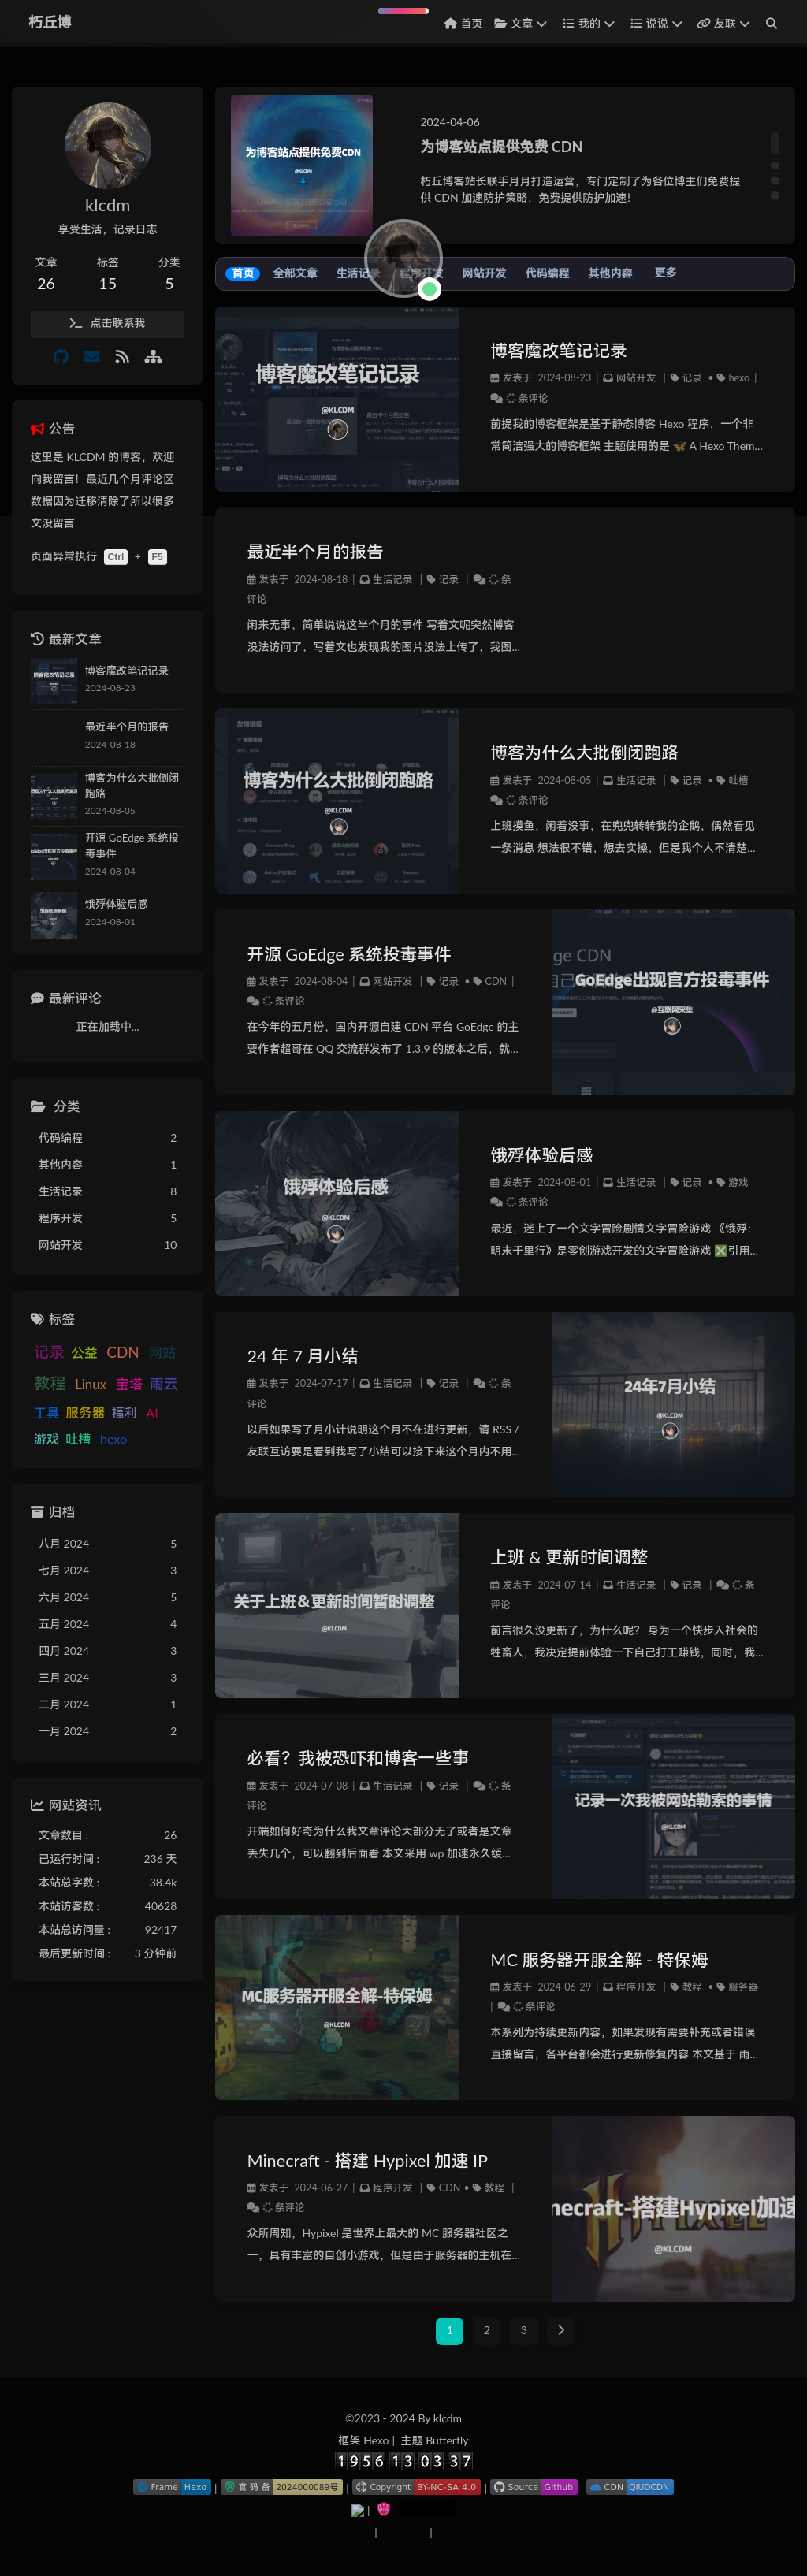 朽丘博
首页 文章 我的 说说 友联
klcdm
享受生活，记录日志
文章 标签 分类
26 15 5
点击联系我
公告
这里是 KLCDM 的博客，欢迎
向我留言！最近几个月评论区
数据因为迁移清除了所以很多
文没留言
页面异常执行 Ctrl + F5
最新文章
博客魔改笔记记录
2024-08-23
最近半个月的报告
2024-08-18
博客为什么大批倒闭
跑路
2024-08-05
开源 GoEdge 系统投
毒事件
2024-08-04
饿殍体验后感
2024-08-01
最新评论
正在加载中...
分类
代码编程 2
其他内容 1
生活记录 8
程序开发 5
网站开发 10
标签
记录 公益 CDN 网站
教程 Linux 宝塔 雨云
工具 服务器 福利 AI
游戏 吐槽 hexo
归档
八月 2024 5
七月 2024 3
六月 2024 5
五月 2024 4
四月 2024 3
三月 2024 3
二月 2024 1
一月 2024 2
网站资讯
文章数目 : 26
已运行时间 : 236 天
本站总字数 : 38.4k
本站访客数 : 40628
本站总访问量 : 92417
最后更新时间 : 3 分钟前
为博客站点提供免费CDN
@KLCDM
2024-04-06
为博客站点提供免费 CDN
朽丘博客站长联手月月打造运营，专门定制了为各位博主们免费提
供 CDN 加速防护策略，免费提供防护加速！
首页 全部文章 生活记录 程序开发 网站开发 代码编程 其他内容 更多
博客魔改笔记记录
@KLCDM
博客魔改笔记记录
发表于 2024-08-23 | 网站开发 | 记录 • hexo |
条评论
前提我的博客框架是基于静态博客 Hexo 程序，一个非
常简洁强大的博客框架 主题使用的是 🦋 A Hexo Them...
最近半个月的报告
发表于 2024-08-18 | 生活记录 | 记录 | 条
评论
闲来无事，简单说说这半个月的事件 写着文呢突然博客
没法访问了，写着文也发现我的图片没法上传了，我图...
博客为什么大批倒闭跑路
@KLCDM
博客为什么大批倒闭跑路
发表于 2024-08-05 | 生活记录 | 记录 • 吐槽 |
条评论
上班摸鱼，闲着没事，在兜兜转转我的企鹅，偶然看见
一条消息 想法很不错，想去实操，但是我个人不清楚...
开源 GoEdge 系统投毒事件
发表于 2024-08-04 | 网站开发 | 记录 • CDN |
条评论
在今年的五月份，国内开源自建 CDN 平台 GoEdge 的主
要作者超哥在 QQ 交流群发布了 1.3.9 的版本之后，就...
GoEdge出现官方投毒事件
@互联网采集
饿殍体验后感
@KLCDM
饿殍体验后感
发表于 2024-08-01 | 生活记录 | 记录 • 游戏 |
条评论
最近，迷上了一个文字冒险剧情文字冒险游戏 《饿殍：
明末千里行》是零创游戏开发的文字冒险游戏 ❎引用...
24 年 7 月小结
发表于 2024-07-17 | 生活记录 | 记录 | 条
评论
以后如果写了月小计说明这个月不在进行更新，请 RSS /
友联互访要是看到我写了小结可以接下来这个月内不用...
24年7月小结
@KLCDM
关于上班＆更新时间暂时调整
@KLCDM
上班 & 更新时间调整
发表于 2024-07-14 | 生活记录 | 记录 | 条
评论
前言很久没更新了，为什么呢？ 身为一个快步入社会的
牲畜人，我决定提前体验一下自己打工赚钱，同时，我...
必看？我被恐吓和博客一些事
发表于 2024-07-08 | 生活记录 | 记录 | 条
评论
开端如何好奇为什么我文章评论大部分无了或者是文章
丢失几个，可以翻到后面看 本文采用 wp 加速永久缓...
记录一次我被网站勒索的事情
@KLCDM
MC服务器开服全解-特保姆
@KLCDM
MC 服务器开服全解 - 特保姆
发表于 2024-06-29 | 程序开发 | 教程 • 服务器
| 条评论
本系列为持续更新内容，如果发现有需要补充或者错误
直接留言，各平台都会进行更新修复内容 本文基于 雨...
Minecraft - 搭建 Hypixel 加速 IP
发表于 2024-06-27 | 程序开发 | CDN • 教程 |
条评论
众所周知，Hypixel 是世界上最大的 MC 服务器社区之
一，具有丰富的自创小游戏，但是由于服务器的主机在...
necraft-搭建Hypixel加速
@KLCDM
1 2 3
©2023 - 2024 By klcdm
框架 Hexo | 主题 Butterfly
1956 13 03 37
Frame Hexo | 官 码 备 2024000089号 | Copyright BY-NC-SA 4.0 | Source Github | CDN QIUDCDN
|——————|